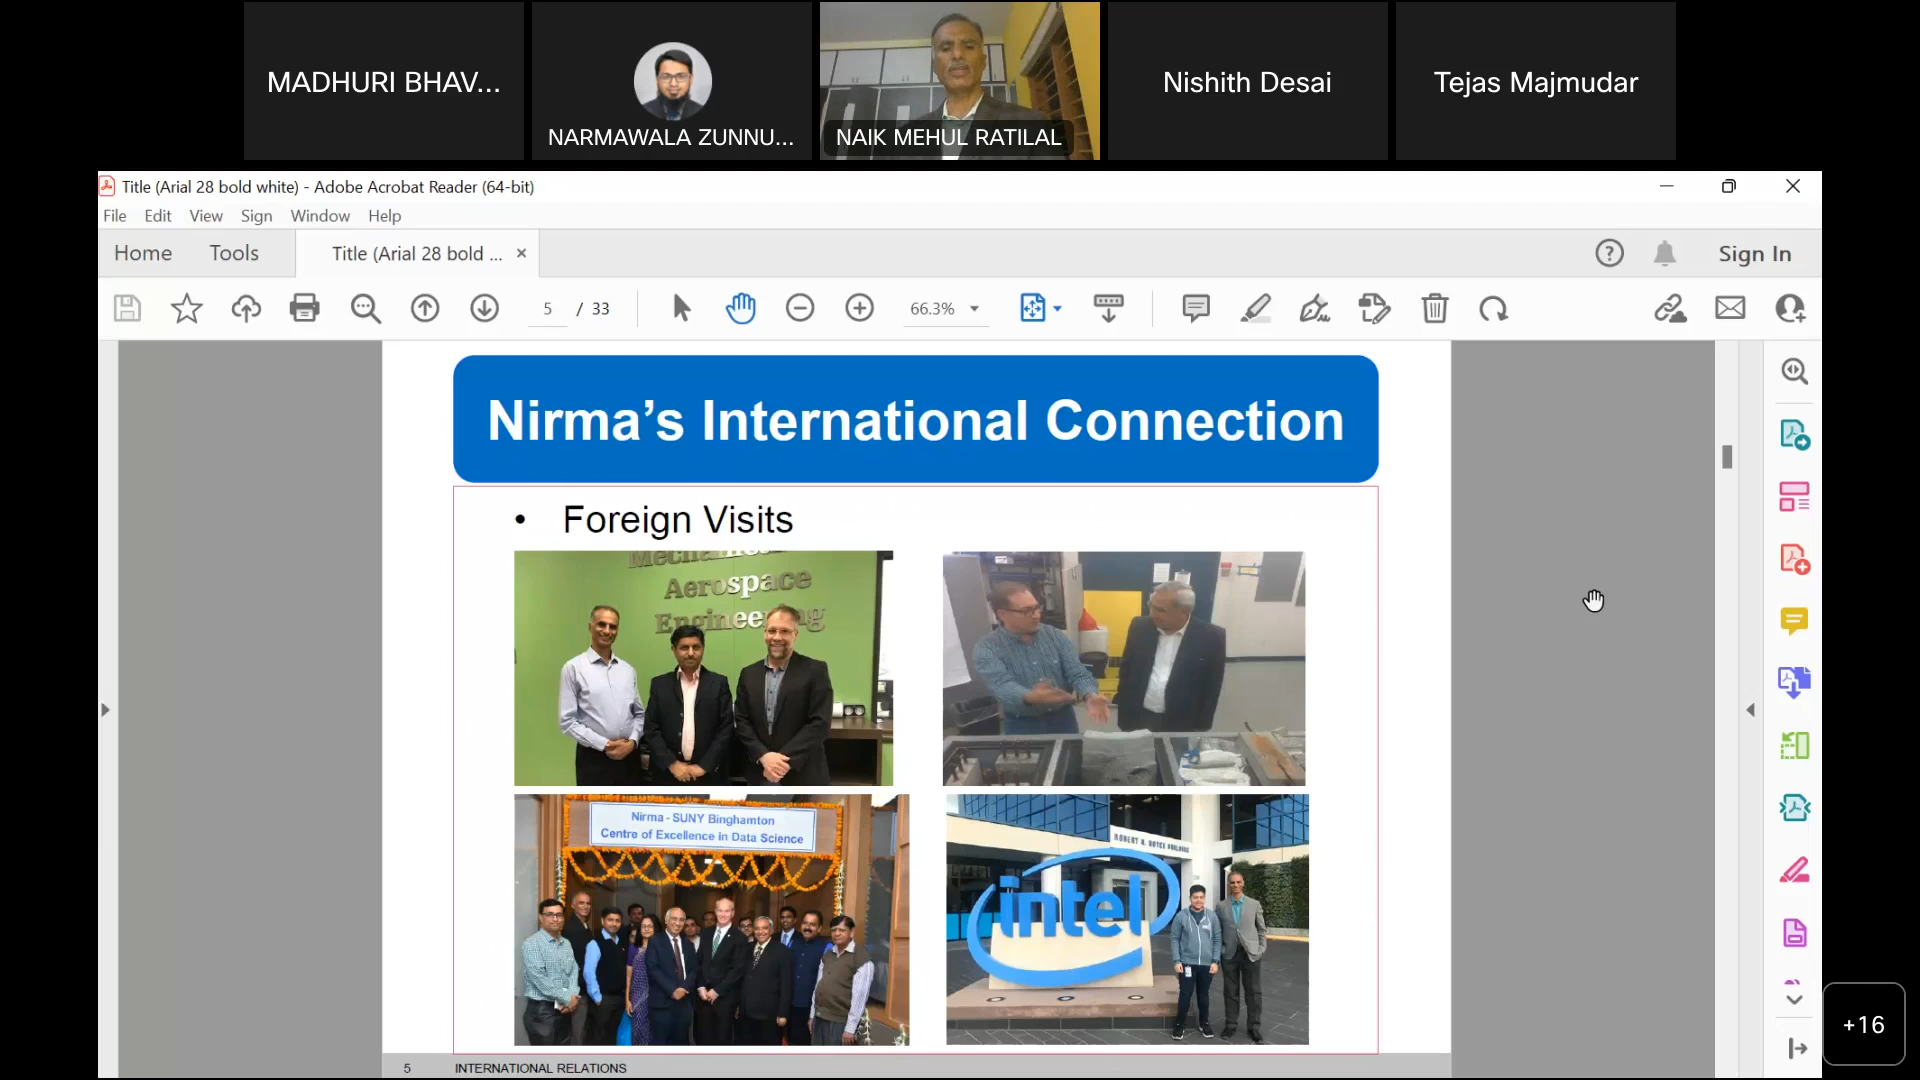 MADHURI BHAV...
NARMAWALA ZUNNU...
NAIK MEHUL RATILAL
Nishith Desai
Tejas Majmudar
Title (Arial 28 bold white) - Adobe Acrobat Reader (64-bit)
File Edit View Sign Window Help
Home Tools Title (Arial 28 bold ... Sign In
5 / 33 66.3%
Nirma’s International Connection
• Foreign Visits
Aerospace
Engineering
Nirma - SUNY Binghamton
Centre of Excellence in Data Science
ROBERT N. NOYCE BUILDING
intel
5 INTERNATIONAL RELATIONS
+16